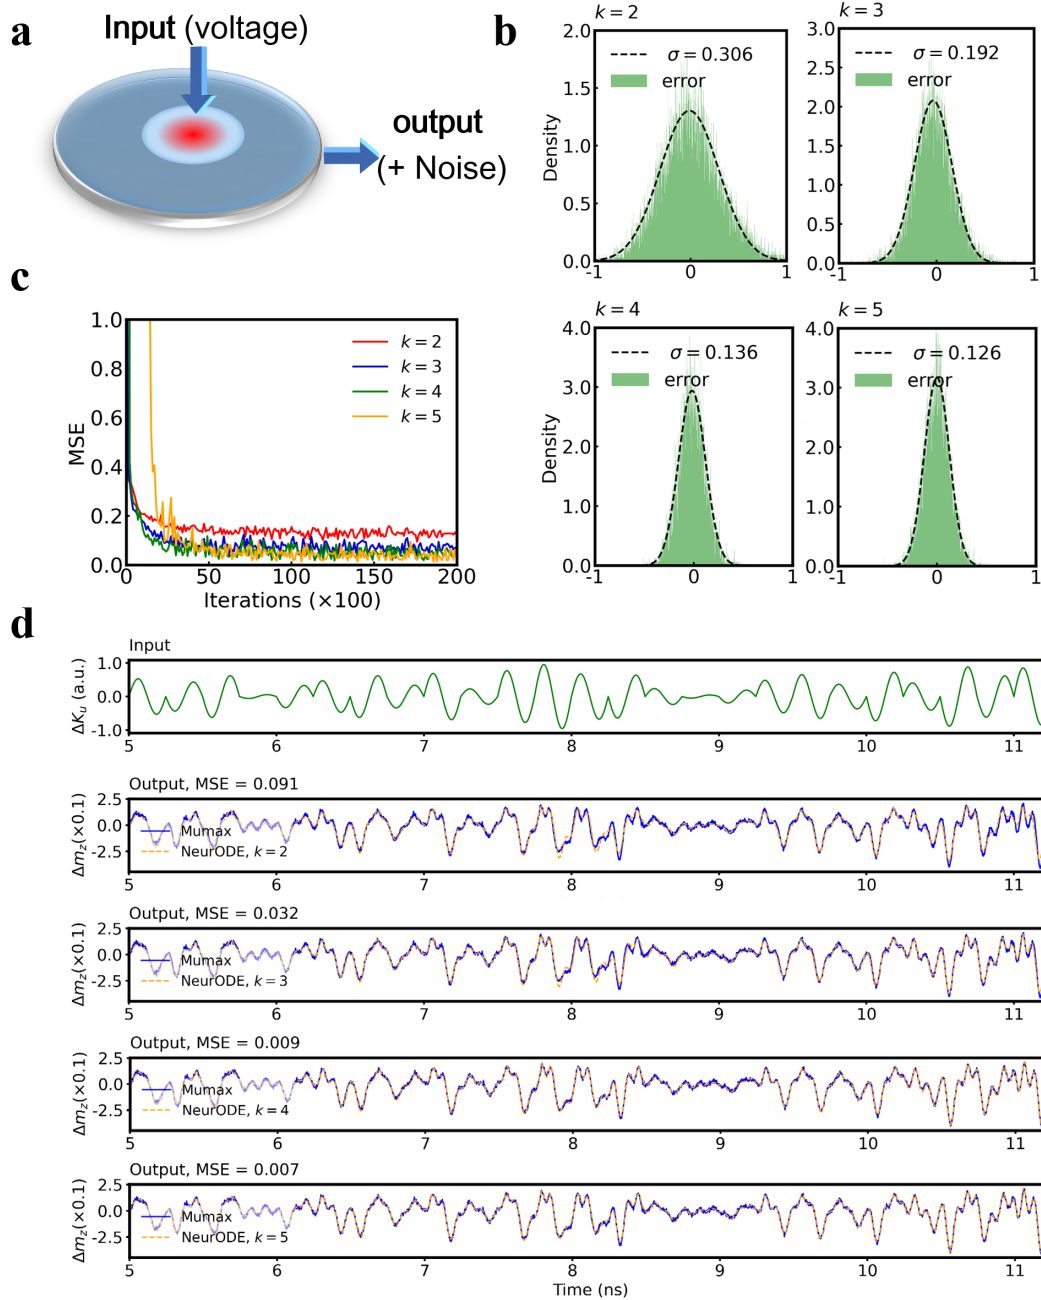 a
Input (voltage)
output
(+ Noise)
b
k = 2
2.0
1.5
1.0
0.5
0.0
-1
0
1
Density
σ = 0.306
error
k = 3
3.0
2.5
2.0
1.5
1.0
0.5
0.0
-1
0
1
σ = 0.192
error
k = 4
4.0
3.0
2.0
1.0
0.0
-1
0
1
Density
σ = 0.136
error
k = 5
4.0
3.0
2.0
1.0
0.0
-1
0
1
σ = 0.126
error
c
1.0
0.8
0.6
0.4
0.2
0.0
MSE
k = 2
k = 3
k = 4
k = 5
0
50
100
150
200
Iterations (×100)
d
Input
ΔKu (a.u.)
1.0
0.0
-1.0
5 6 7 8 9 10 11
Output, MSE = 0.091
Δmz(×0.1)
2.5
0.0
-2.5
Mumax
NeurODE, k = 2
5 6 7 8 9 10 11
Output, MSE = 0.032
Δmz(×0.1)
2.5
0.0
-2.5
Mumax
NeurODE, k = 3
5 6 7 8 9 10 11
Output, MSE = 0.009
Δmz(×0.1)
2.5
0.0
-2.5
Mumax
NeurODE, k = 4
5 6 7 8 9 10 11
Output, MSE = 0.007
Δmz(×0.1)
2.5
0.0
-2.5
Mumax
NeurODE, k = 5
5 6 7 8 9 10 11
Time (ns)